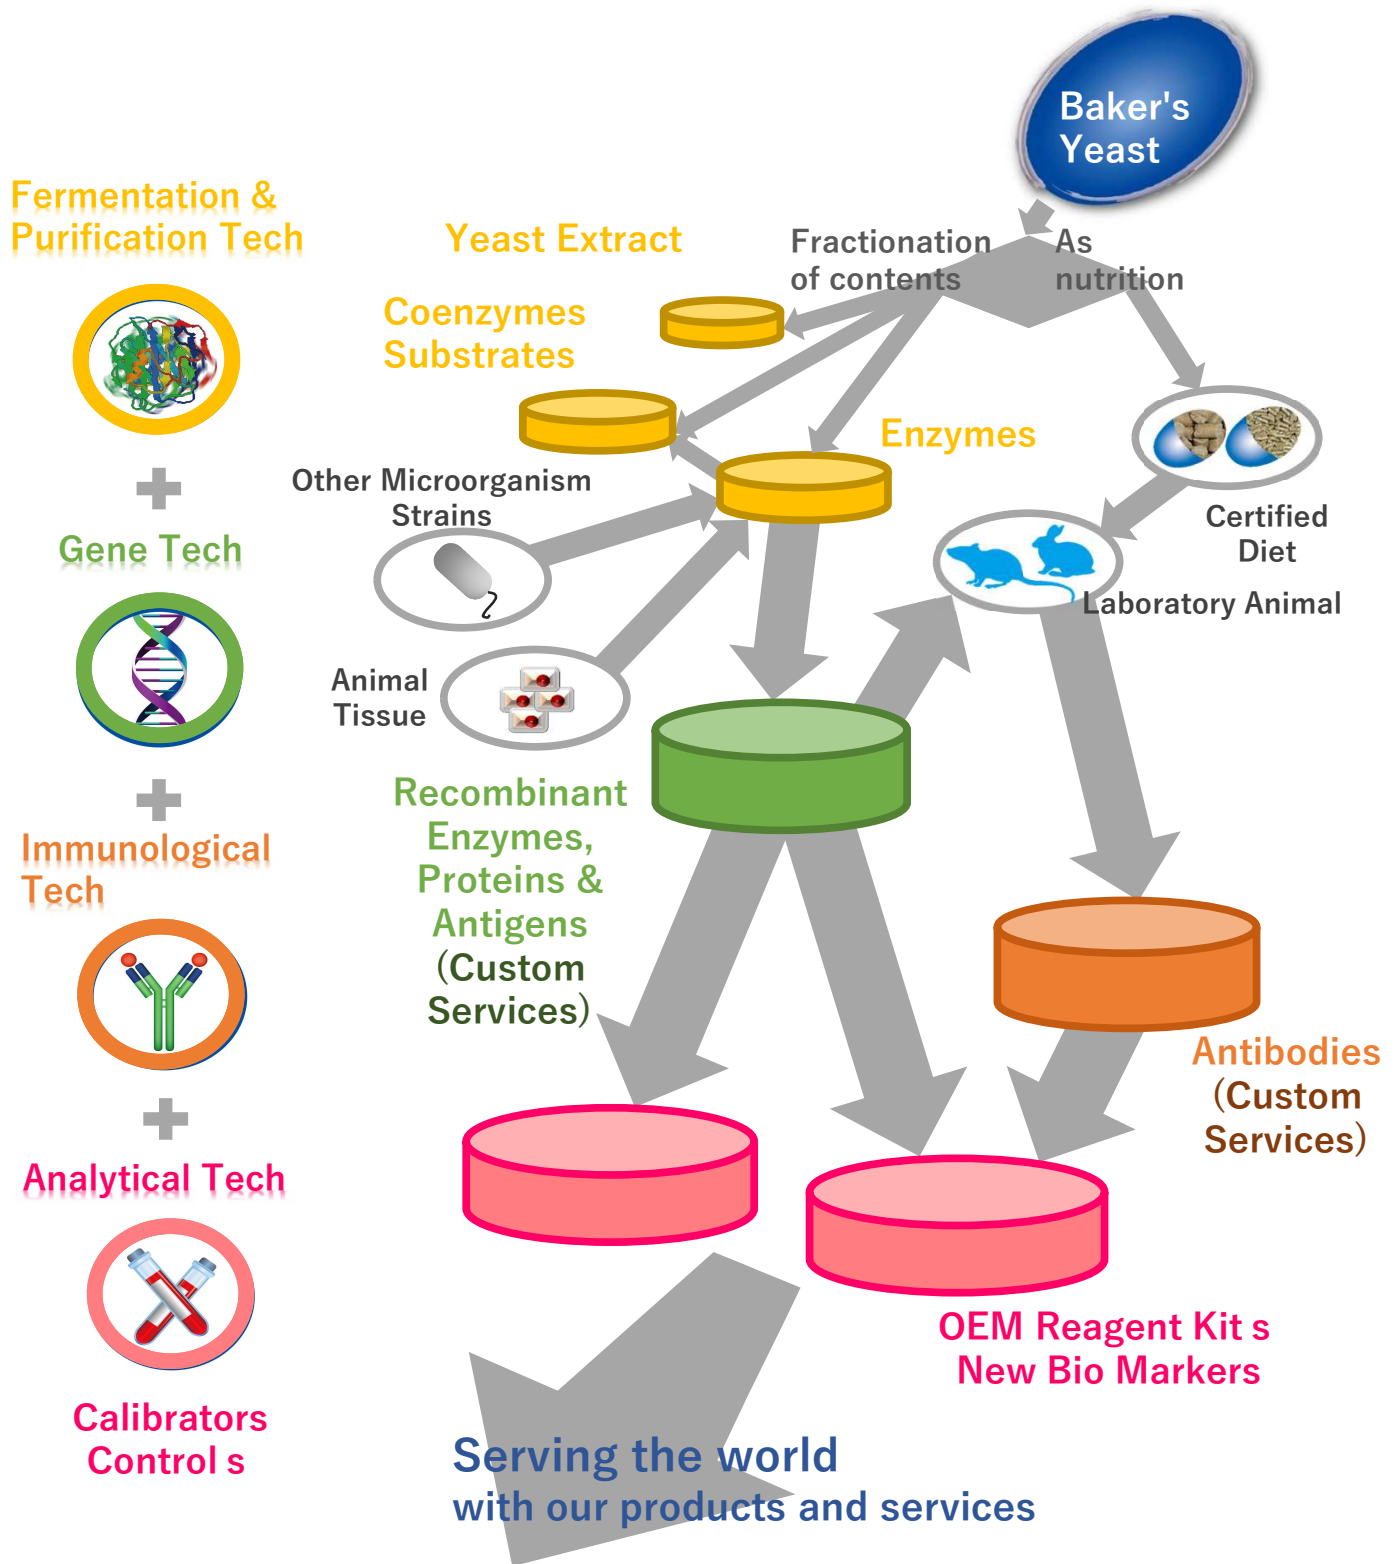 Baker's
Yeast
Fermentation &
Purification Tech
Yeast Extract
Fractionation
of contents
As
nutrition
Coenzymes
Substrates
Enzymes
Other Microorganism
Strains
Certified
Diet
Gene Tech
Laboratory Animal
Animal
Tissue
Recombinant
Enzymes,
Proteins &
Antigens
(Custom
Services)
Immunological
Tech
Antibodies
(Custom
Services)
Analytical Tech
OEM Reagent Kit s
New Bio Markers
Calibrators
Control s
Serving the world
with our products and services